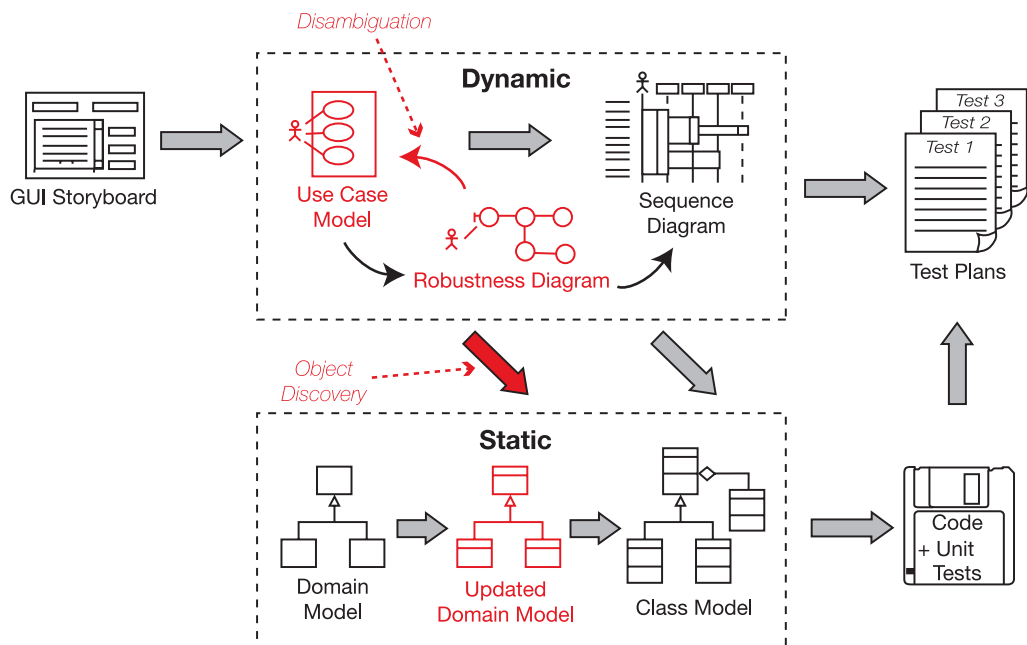 Disambiguation
Dynamic
GUI Storyboard
Use Case
Model
Sequence
Diagram
Robustness Diagram
Test 3
Test 2
Test 1
Test Plans
Object
Discovery
Static
Domain
Model
Updated
Domain Model
Class Model
Code
+ Unit
Tests